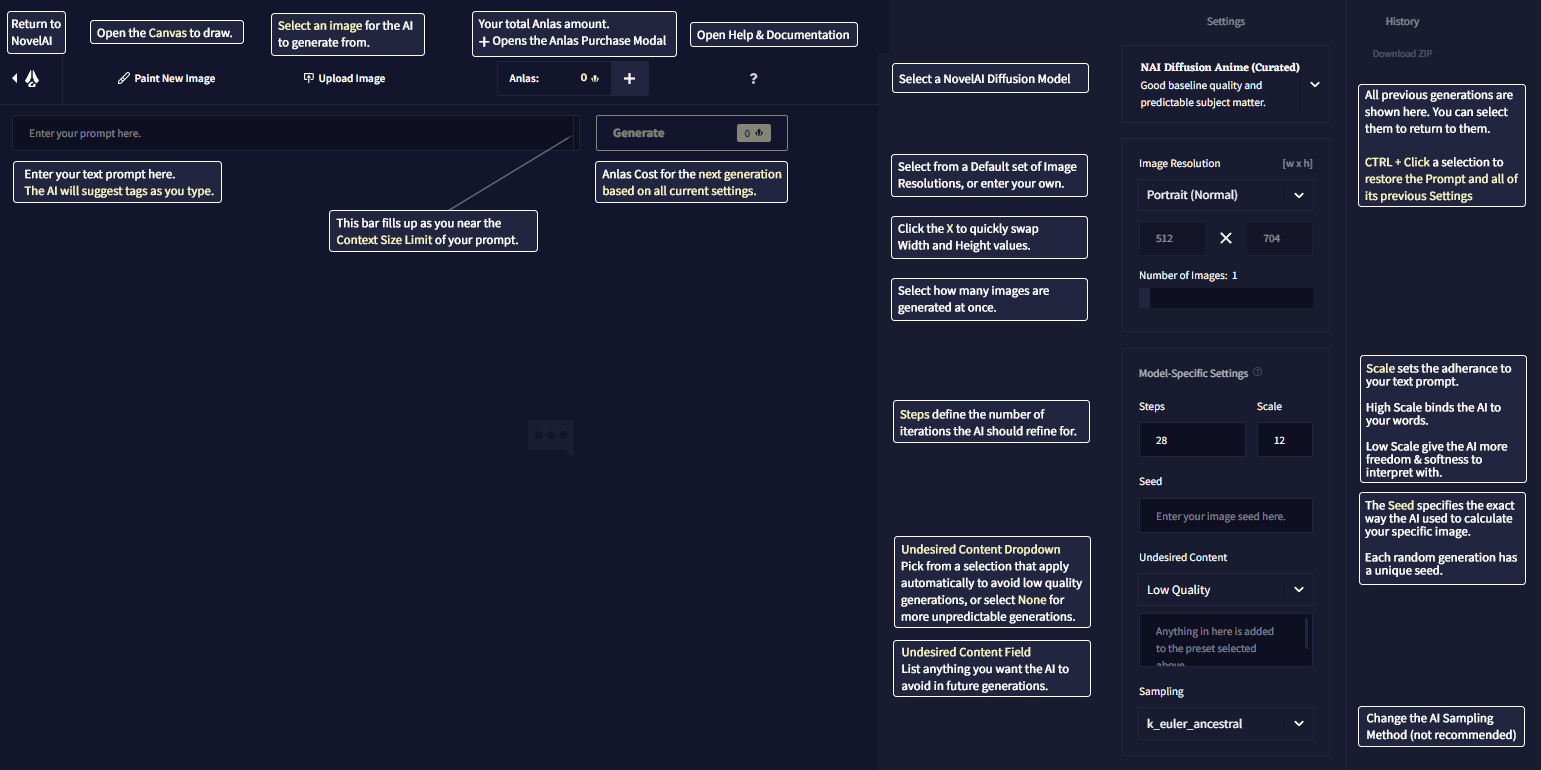 Return to
NovelAI
Open the Canvas to draw.
Select an image for the AI
to generate from.
Your total Anlas amount.
+ Opens the Anlas Purchase Modal
Open Help & Documentation
Paint New Image
Upload Image
Anlas: 0
+
?
Enter your prompt here.
Generate 0
Enter your text prompt here.
The AI will suggest tags as you type.
Anlas Cost for the next generation
based on all current settings.
This bar fills up as you near the
Context Size Limit of your prompt.
Settings
Select a NovelAI Diffusion Model
NAI Diffusion Anime (Curated)
Good baseline quality and
predictable subject matter.
Select from a Default set of Image
Resolutions, or enter your own.
Image Resolution [w x h]
Portrait (Normal)
Click the X to quickly swap
Width and Height values.
512 X 704
Select how many images are
generated at once.
Number of Images: 1
Model-Specific Settings ?
Steps define the number of
iterations the AI should refine for.
Steps Scale
28 12
Seed
Enter your image seed here.
Undesired Content Dropdown
Pick from a selection that apply
automatically to avoid low quality
generations, or select None for
more unpredictable generations.
Undesired Content
Low Quality
Undesired Content Field
List anything you want the AI to
avoid in future generations.
Anything in here is added
to the preset selected
above
Sampling
k_euler_ancestral
History
Download ZIP
All previous generations are
shown here. You can select
them to return to them.
CTRL + Click a selection to
restore the Prompt and all of
its previous Settings
Scale sets the adherance to
your text prompt.
High Scale binds the AI to
your words.
Low Scale give the AI more
freedom & softness to
interpret with.
The Seed specifies the exact
way the AI used to calculate
your specific image.
Each random generation has
a unique seed.
Change the AI Sampling
Method (not recommended)